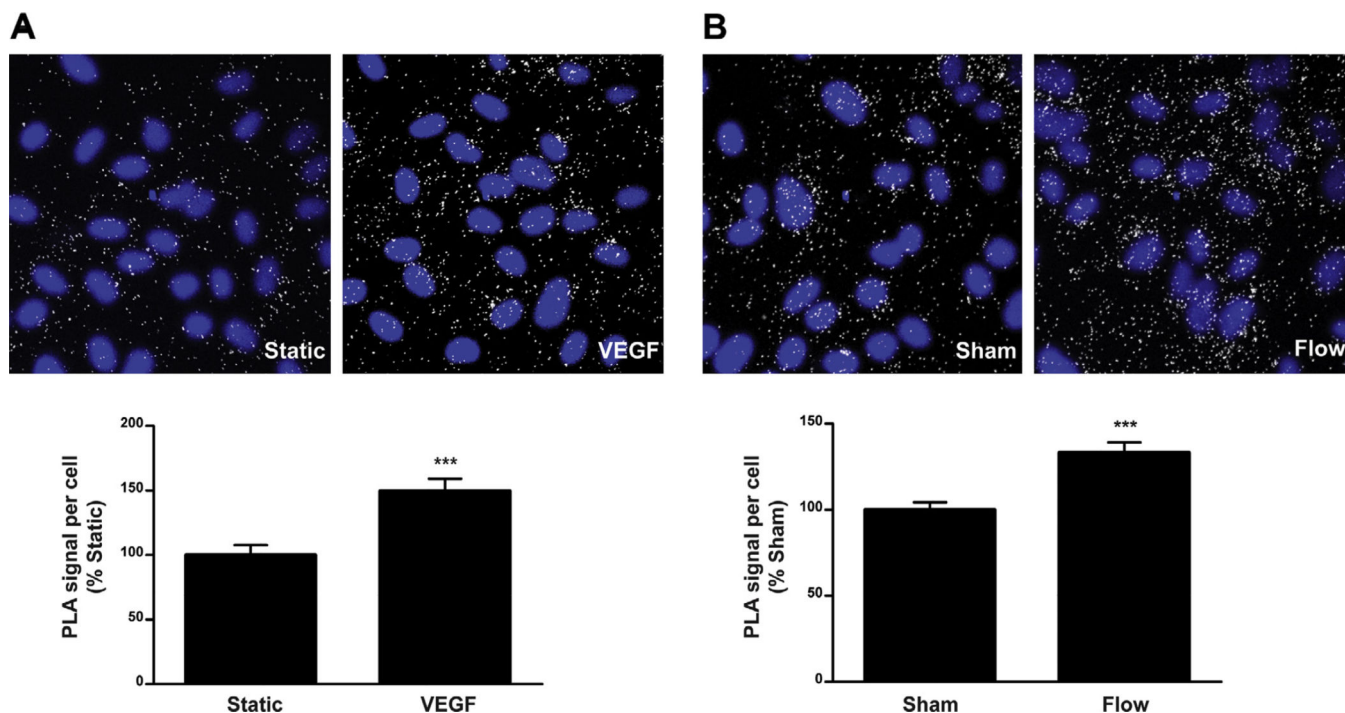 A
Static
VEGF
PLA signal per cell
(% Static)
200
150
100
50
0
***
Static
VEGF
B
Sham
Flow
PLA signal per cell
(% Sham)
150
100
50
0
***
Sham
Flow